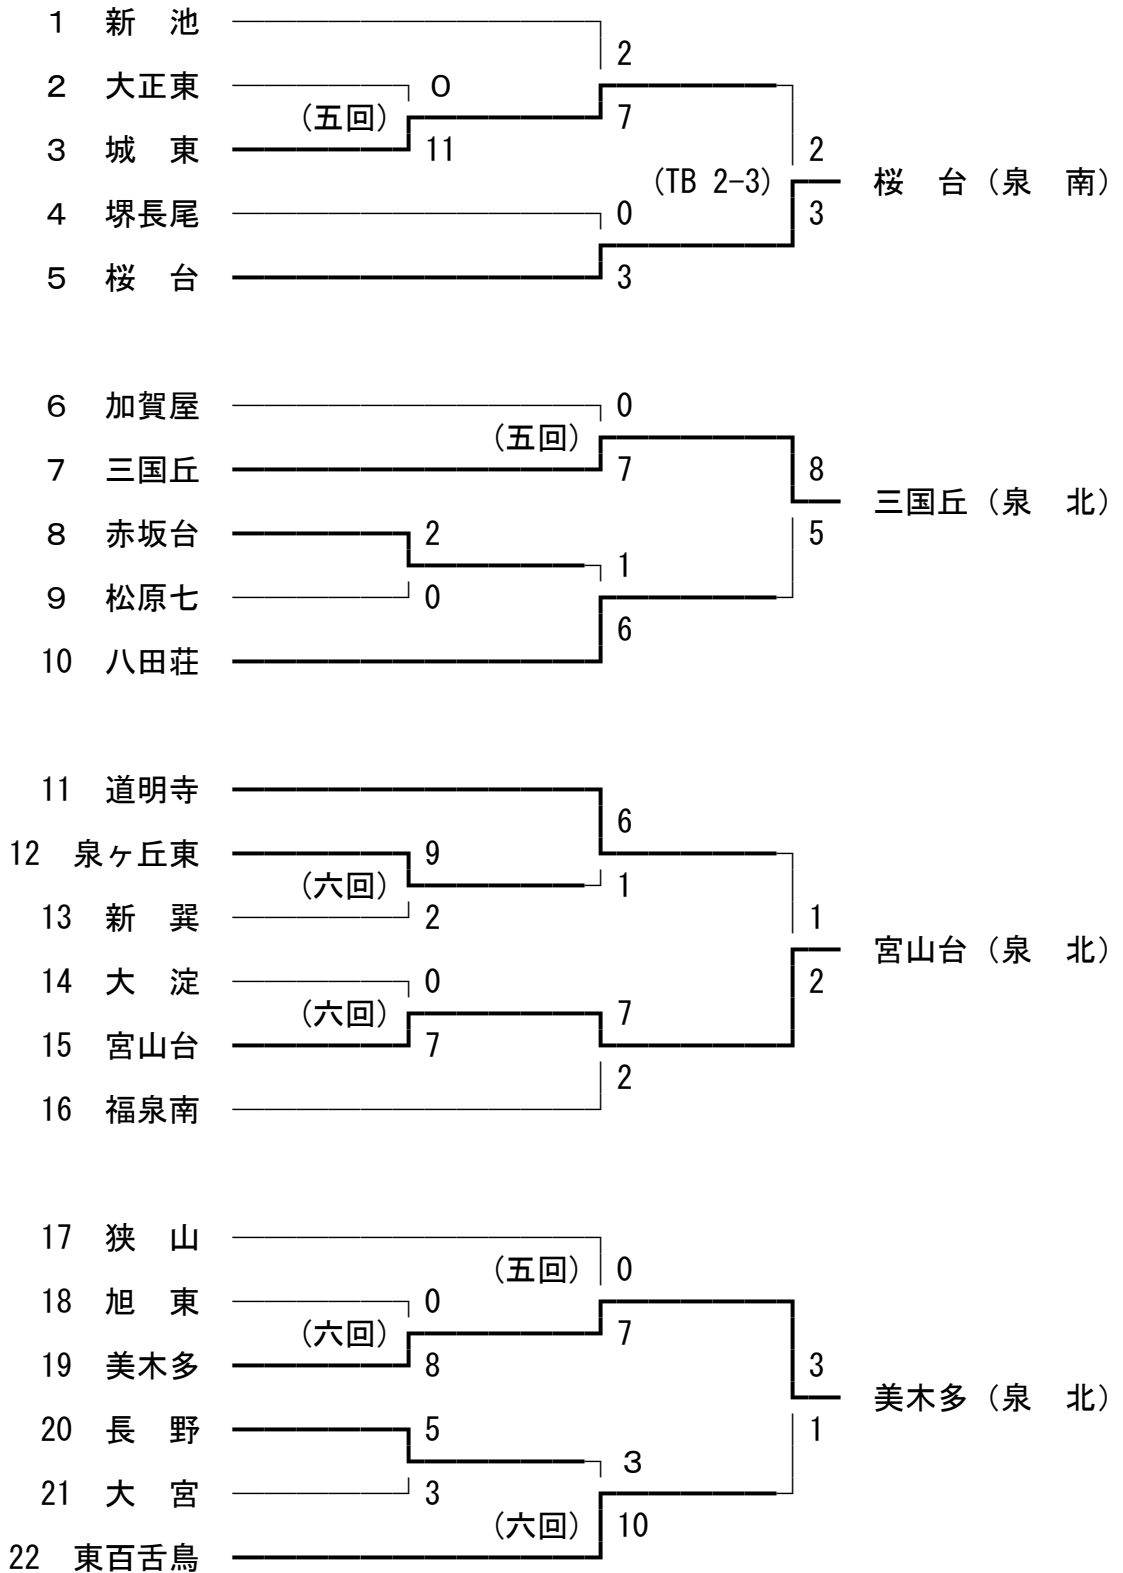 1 新　池
2
2 大正東 0
(五回) 7
3 城　東 11
2
(TB 2-3) 桜　台（泉　南）
4 堺長尾 0 3
5 桜　台 3
6 加賀屋 0
(五回)
7 三国丘 7 8
三国丘（泉　北）
8 赤坂台 2 5
1
9 松原七 0
6
10 八田荘
11 道明寺
6
12 泉ヶ丘東 9
(六回) 1
13 新　巽 2 1
宮山台（泉　北）
14 大　淀 0 2
(六回) 7
15 宮山台 7
2
16 福泉南
17 狭　山
(五回) 0
18 旭　東 0
(六回) 7
19 美木多 8 3
美木多（泉　北）
20 長　野 5 1
3
21 大　宮 3
(六回) 10
22 東百舌鳥